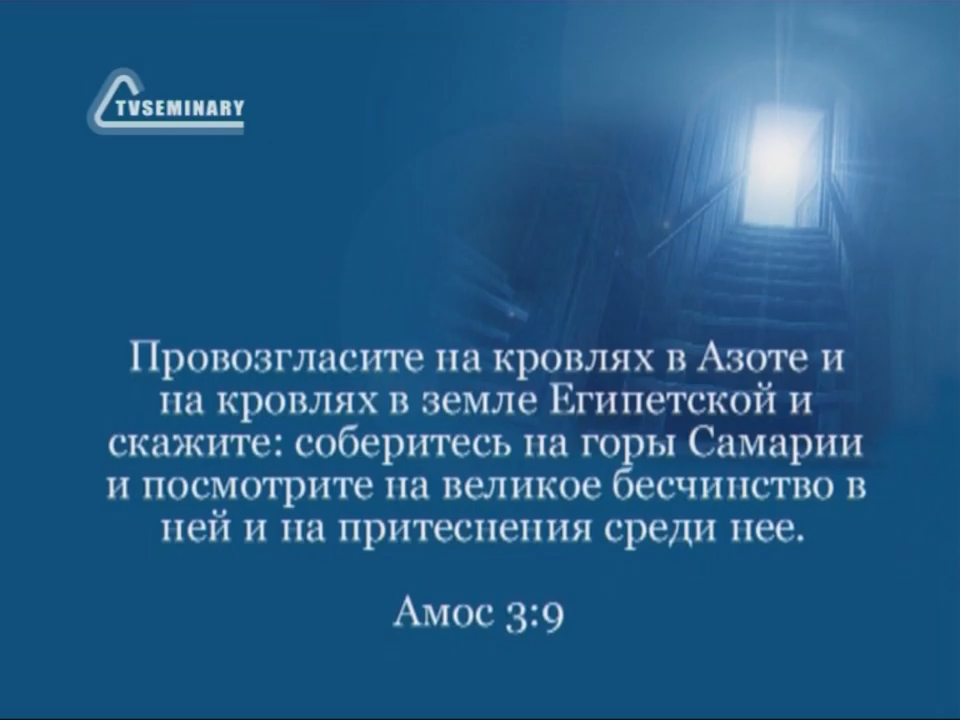 TVSEMINARY
Провозгласите на кровлях в Азоте и
на кровлях в земле Египетской и
скажите: соберитесь на горы Самарии
и посмотрите на великое бесчинство в
ней и на притеснения среди нее.
Амос 3:9